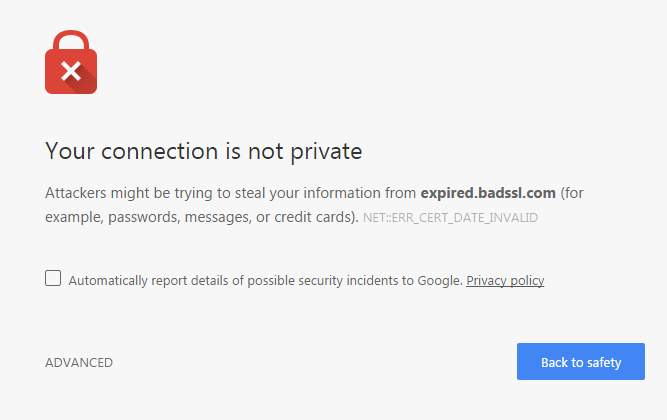 Your connection is not private
Attackers might be trying to steal your information from expired.badssl.com (for
example, passwords, messages, or credit cards). NET::ERR_CERT_DATE_INVALID
Automatically report details of possible security incidents to Google. Privacy policy
ADVANCED
Back to safety